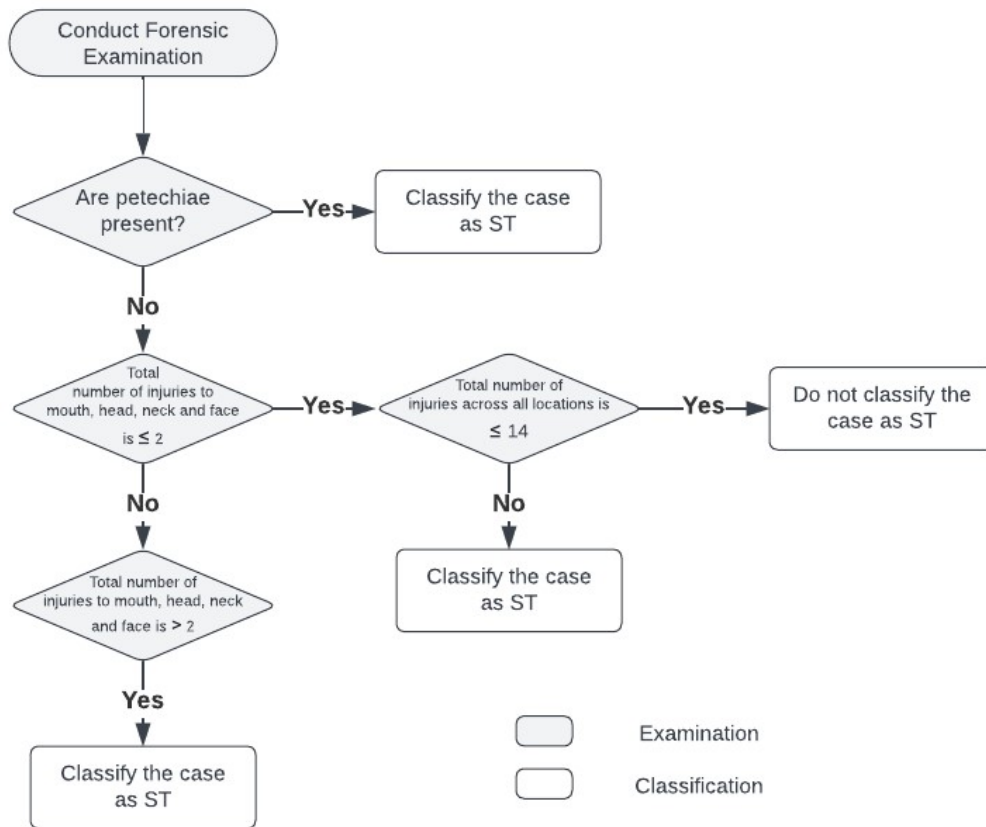 Conduct Forensic
Examination
Are petechiae
present?
Yes
Classify the case
as ST
No
Total
number of injuries to
mouth, head, neck and face
is ≤ 2
Yes
Total number of
injuries across all locations is
≤ 14
Yes
Do not classify the
case as ST
No
No
Classify the case
as ST
Total number of
injuries to mouth, head, neck
and face is > 2
Yes
Classify the case
as ST
Examination
Classification